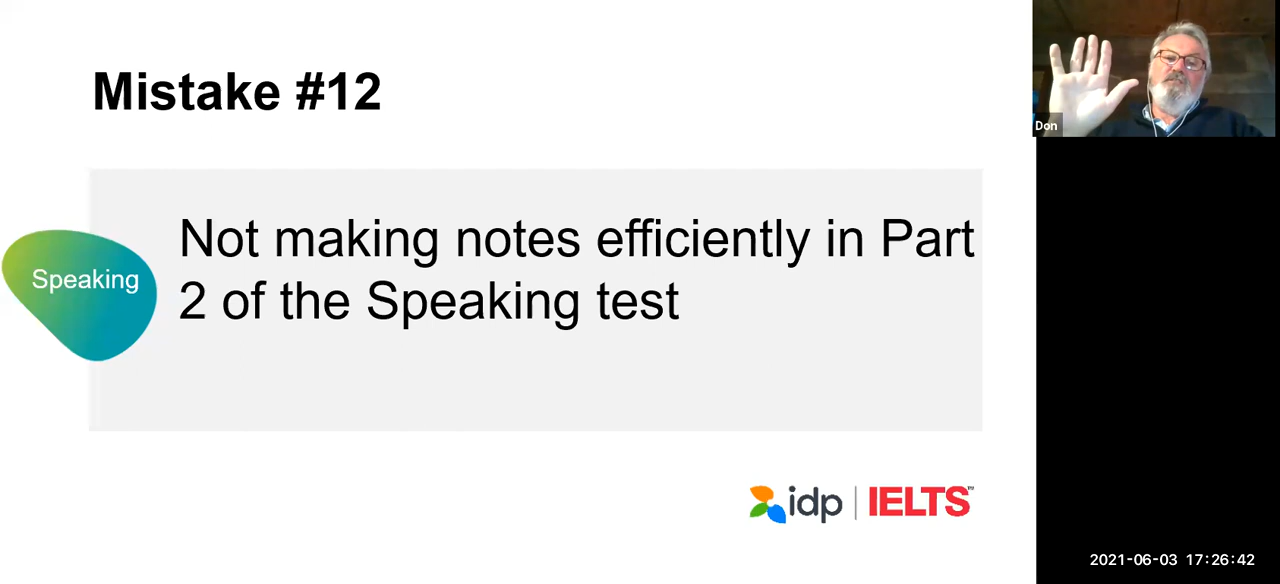 Mistake #12
Don
Speaking
Not making notes efficiently in Part
2 of the Speaking test
idp | IELTS™
2021-06-03 17:26:42